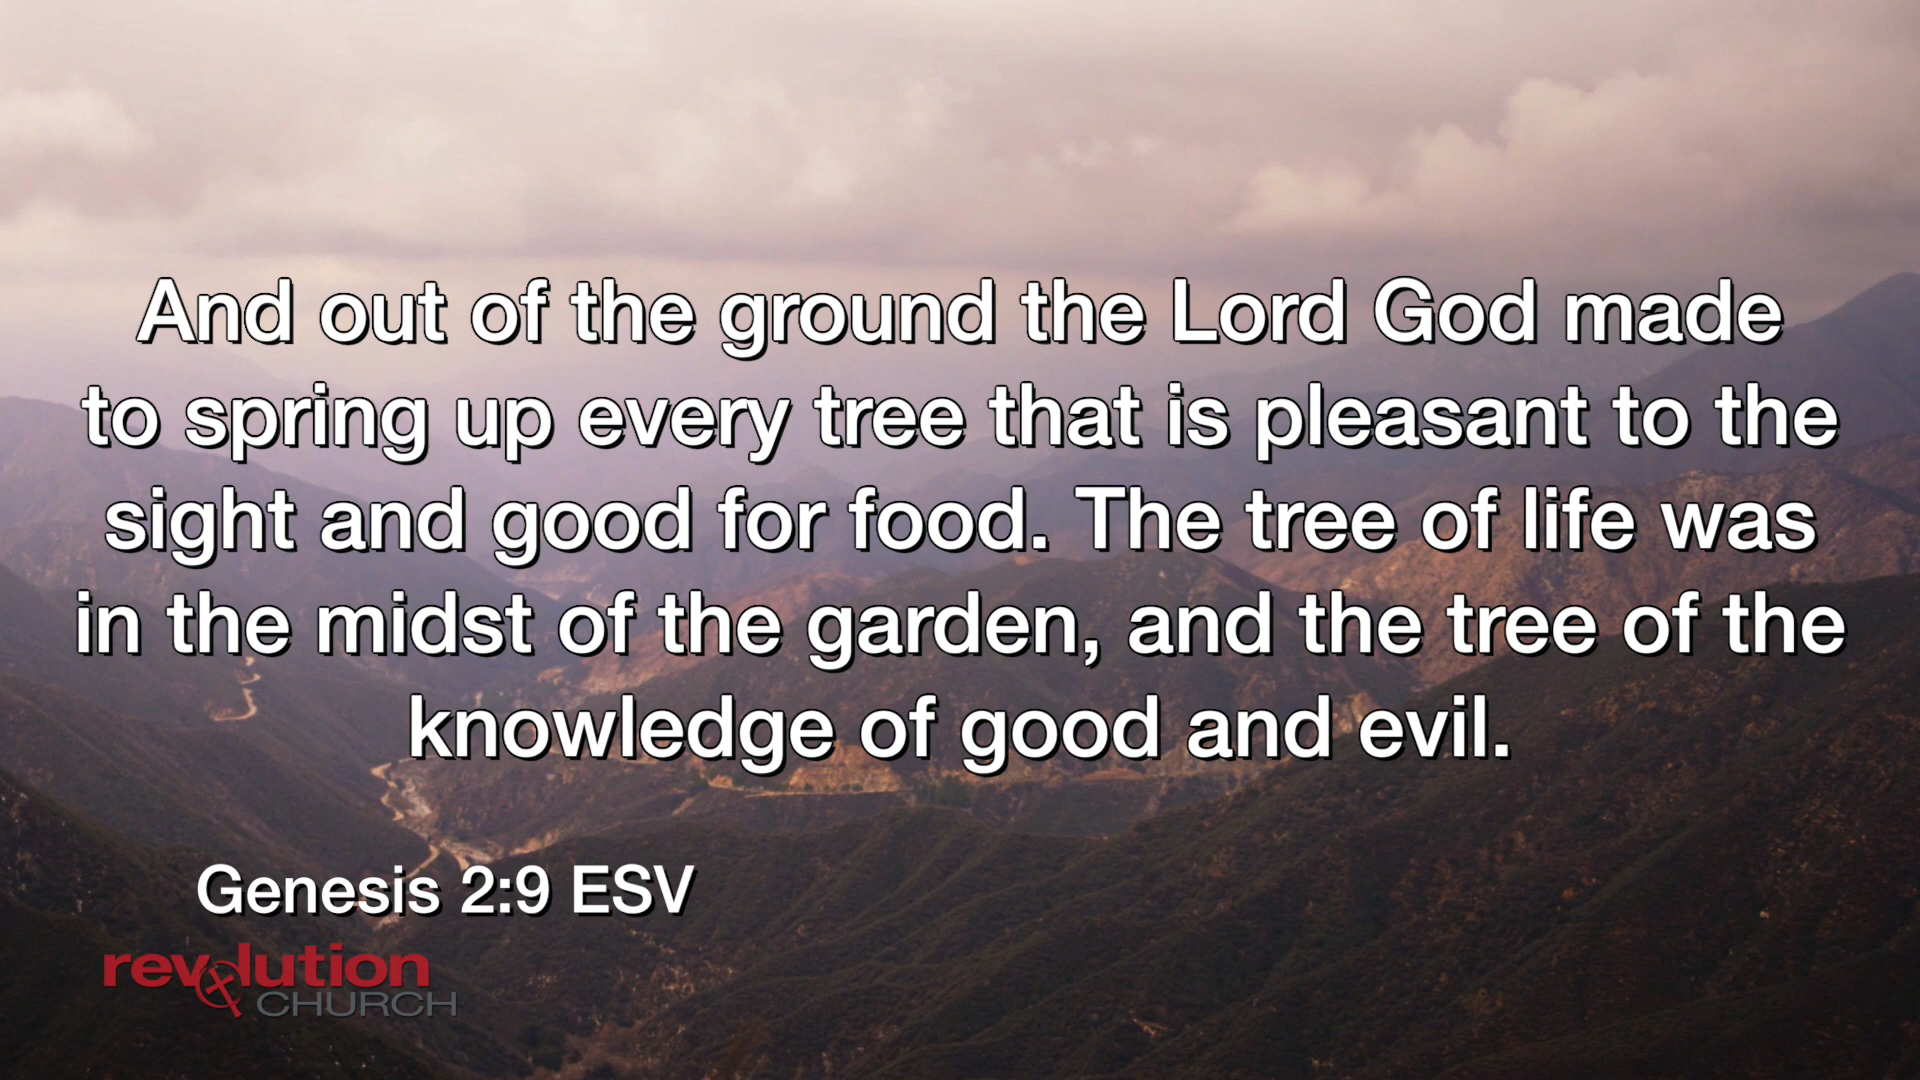 And out of the ground the Lord God made
to spring up every tree that is pleasant to the
sight and good for food. The tree of life was
in the midst of the garden, and the tree of the
knowledge of good and evil.
Genesis 2:9 ESV
revolution
CHURCH